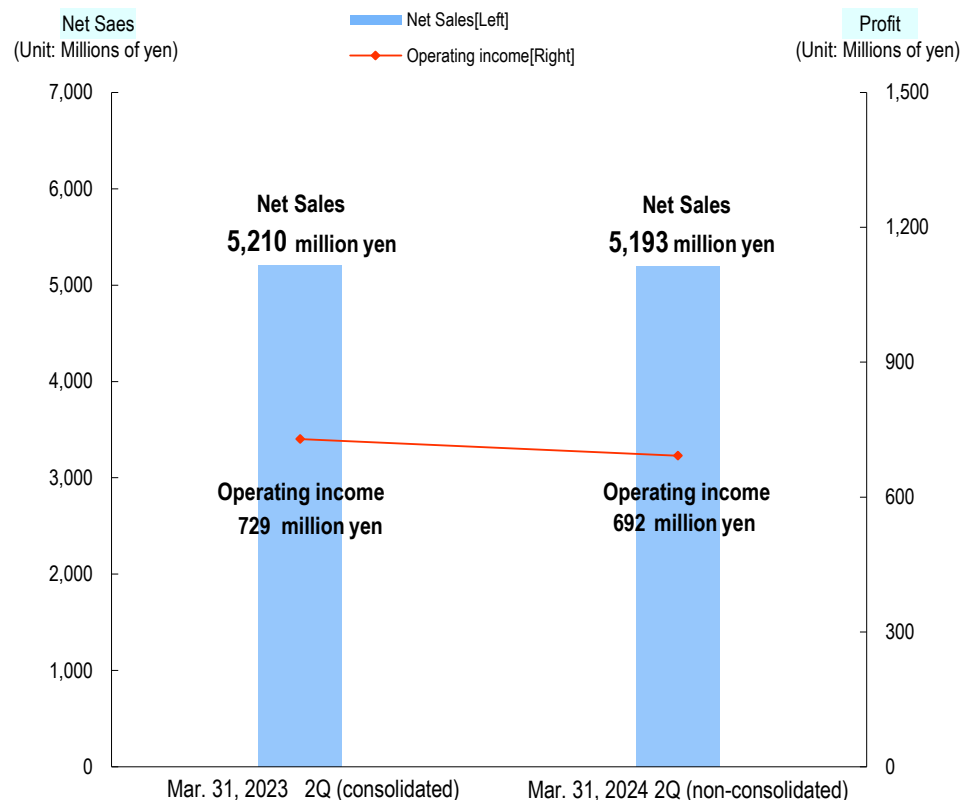 Net Saes
(Unit: Millions of yen)
Net Sales[Left]
Operating income[Right]
Profit
(Unit: Millions of yen)
7,000
6,000
5,000
4,000
3,000
2,000
1,000
0
1,500
1,200
900
600
300
0
Net Sales
5,210 million yen
Net Sales
5,193 million yen
Operating income
729 million yen
Operating income
692 million yen
Mar. 31, 2023 2Q (consolidated)
Mar. 31, 2024 2Q (non-consolidated)